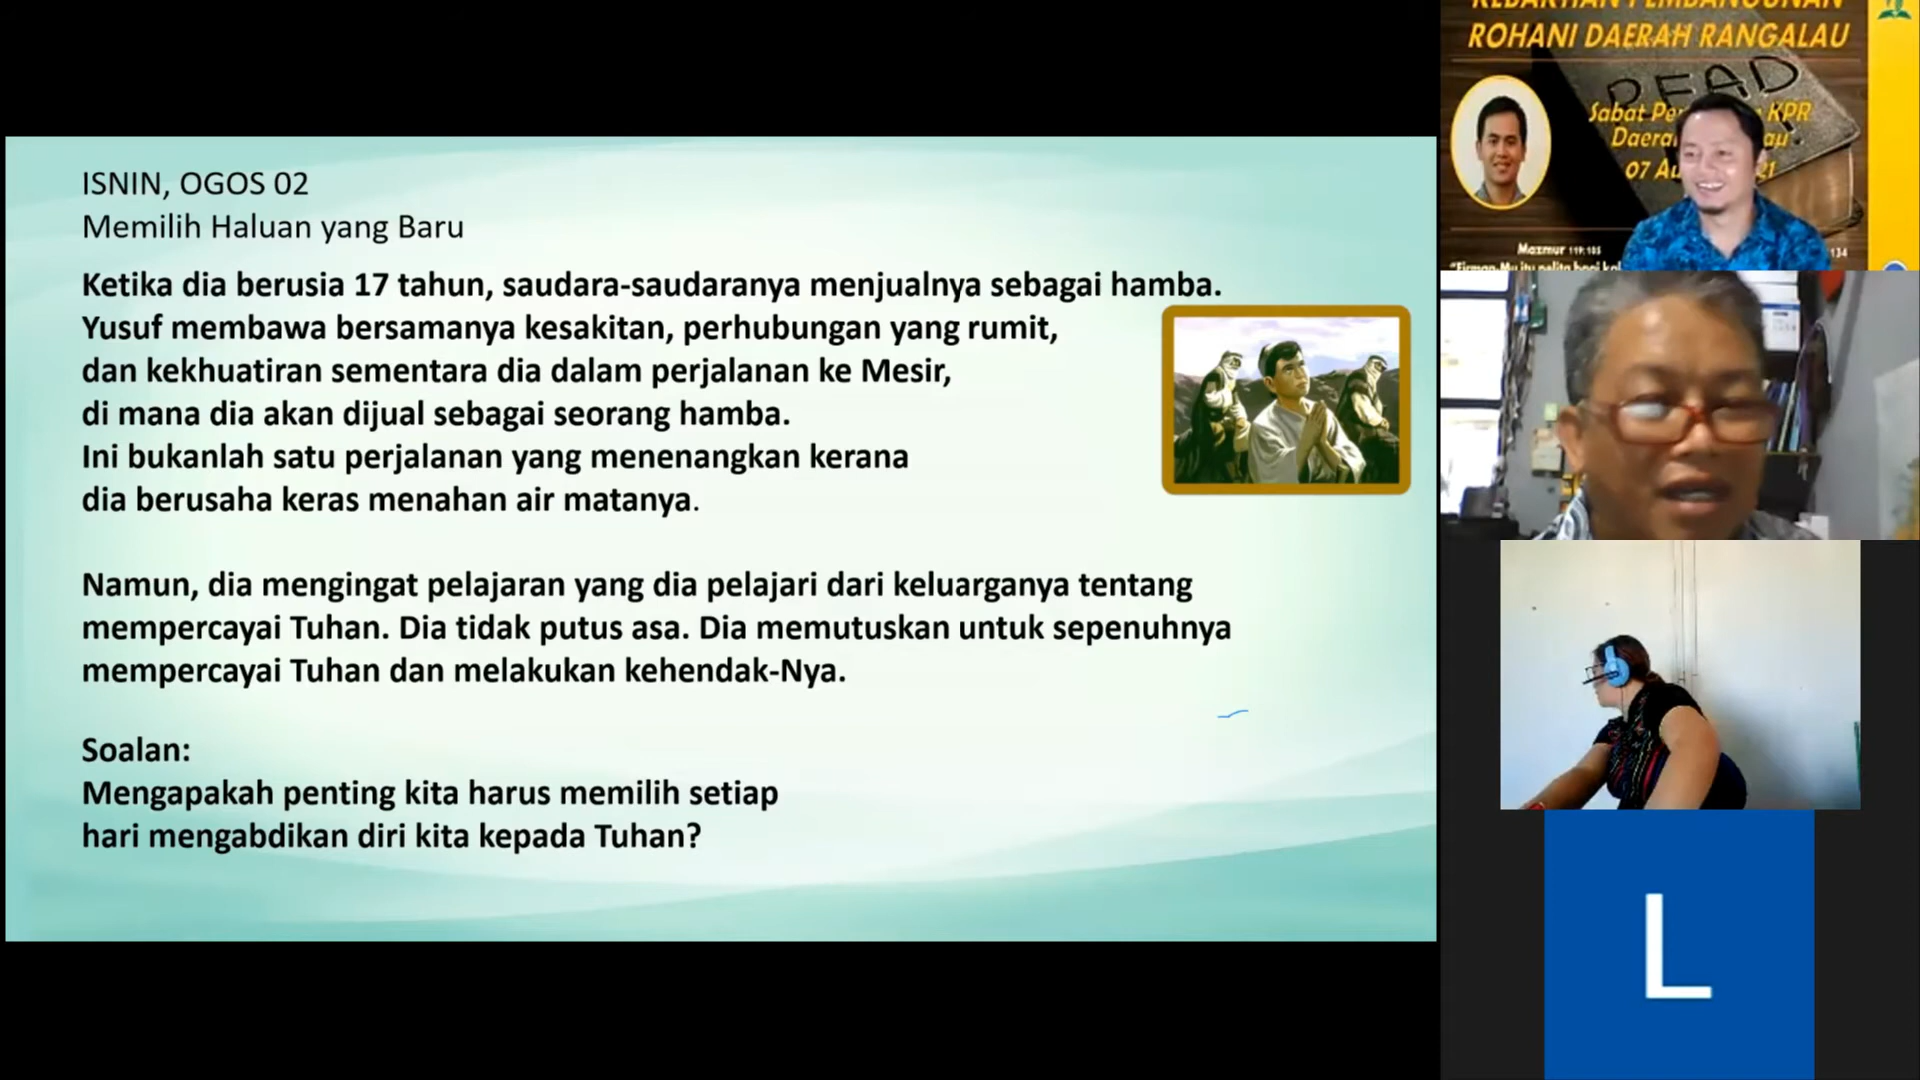 ISNIN, OGOS 02
Memilih Haluan yang Baru
Ketika dia berusia 17 tahun, saudara-saudaranya menjualnya sebagai hamba.
Yusuf membawa bersamanya kesakitan, perhubungan yang rumit,
dan kekhuatiran sementara dia dalam perjalanan ke Mesir,
di mana dia akan dijual sebagai seorang hamba.
Ini bukanlah satu perjalanan yang menenangkan kerana
dia berusaha keras menahan air matanya.
Namun, dia mengingat pelajaran yang dia pelajari dari keluarganya tentang
mempercayai Tuhan. Dia tidak putus asa. Dia memutuskan untuk sepenuhnya
mempercayai Tuhan dan melakukan kehendak-Nya.
Soalan:
Mengapakah penting kita harus memilih setiap
hari mengabdikan diri kita kepada Tuhan?
ROHANI DAERAH RANGALAU
READ
Sabat KPR
07
Mazmur 119:105
134
L